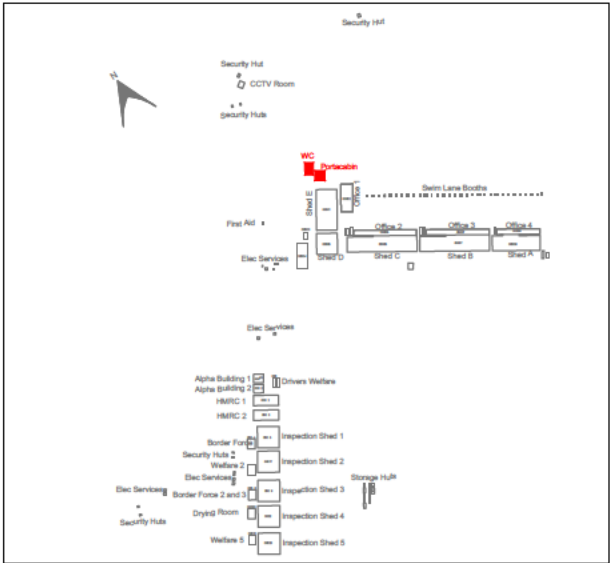 Security Hut
Security Hut
N
CCTV Room
Security Huts
WC
Portacabin
Shed E
Office 1
Swim Lane Booths
First Aid
Office 2
Office 3
Office 4
Elec Services
Shed D
Shed C
Shed B
Shed A
Elec Services
Alpha Building 1
Drivers Welfare
Alpha Building 2
HMRC 1
HMRC 2
Border Force
Inspection Shed 1
Security Huts
Inspection Shed 2
Welfare 2
Elec Services
Storage Huts
Elec Services
Border Force 2 and 3
Inspection Shed 3
Drying Room
Inspection Shed 4
Security Huts
Welfare 5
Inspection Shed 5